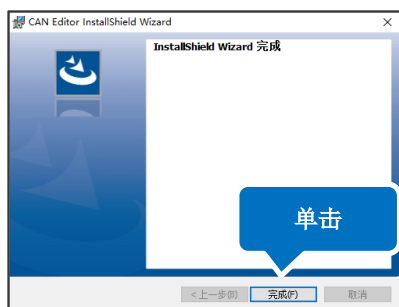 CAN Editor InstallShield Wizard
InstallShield Wizard 完成
单击
<上一步(B) 完成(F) 取消